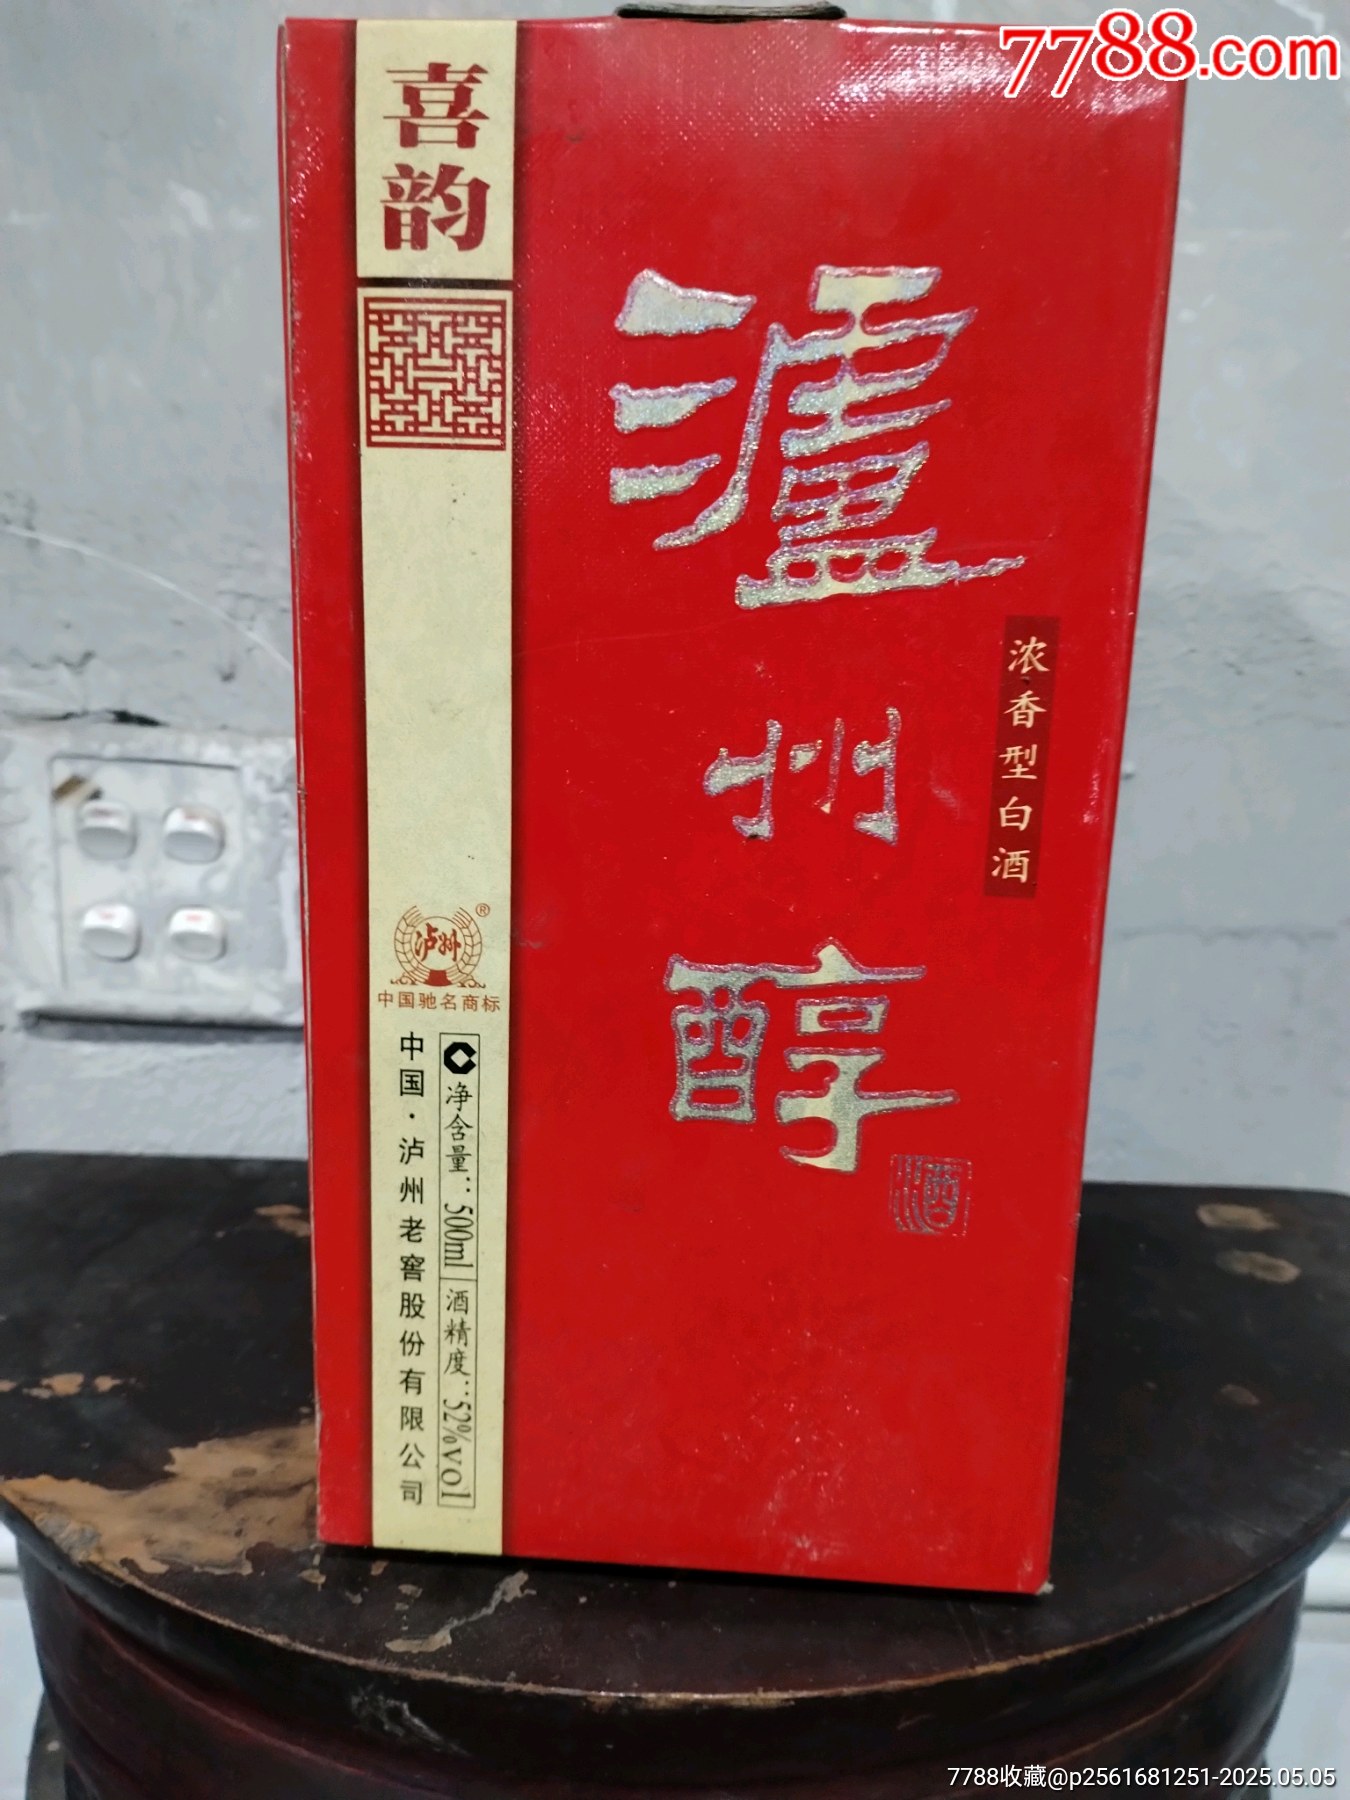 7788.com
喜韵
瀘州醇
酒
浓香型白酒
泸州
®
中国驰名商标
净含量：500ml 酒精度：52%vol
中国·泸州老窖股份有限公司
7788收藏@p2561681251-2025.05.05